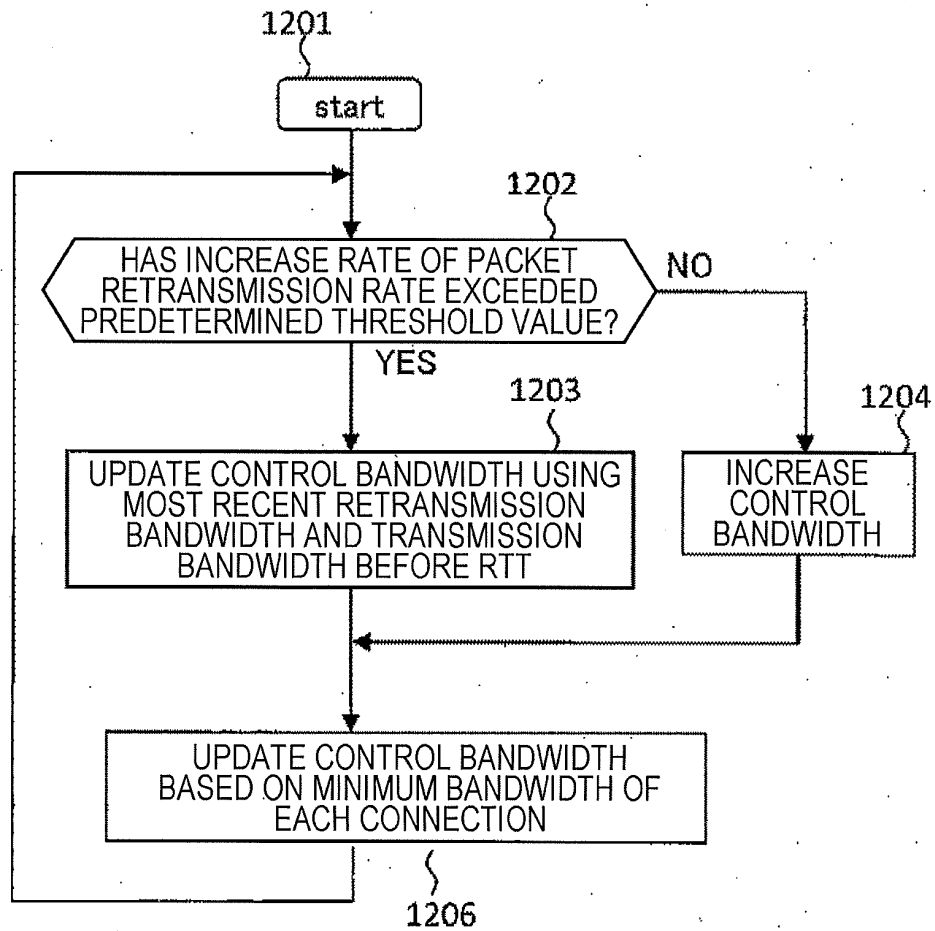 1201
start
1202
HAS INCREASE RATE OF PACKET
RETRANSMISSION RATE EXCEEDED
PREDETERMINED THRESHOLD VALUE?
NO
YES
1203
1204
UPDATE CONTROL BANDWIDTH USING
MOST RECENT RETRANSMISSION
BANDWIDTH AND TRANSMISSION
BANDWIDTH BEFORE RTT
INCREASE
CONTROL
BANDWIDTH
UPDATE CONTROL BANDWIDTH
BASED ON MINIMUM BANDWIDTH OF
EACH CONNECTION
1206